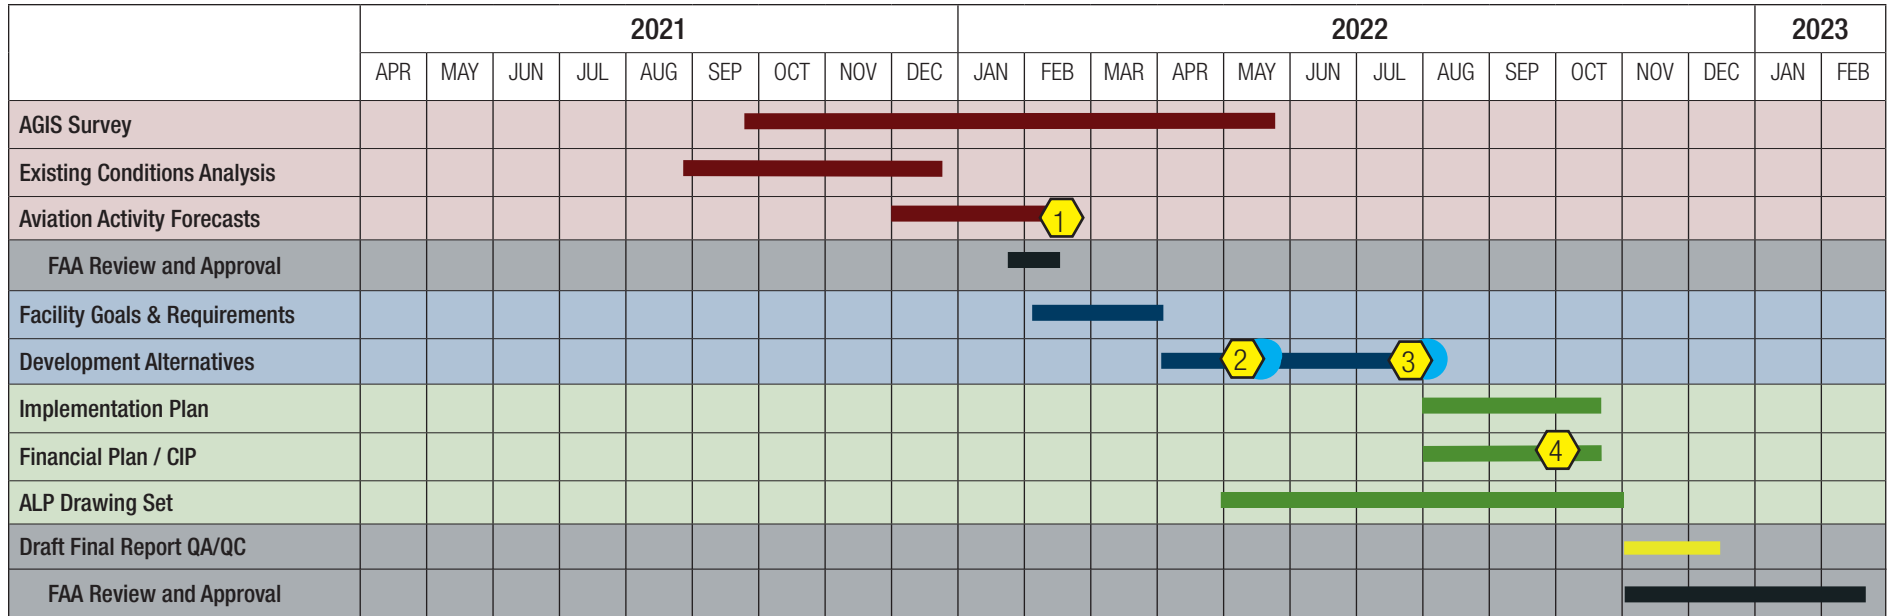 2021 2022 2023
APR MAY JUN JUL AUG SEP OCT NOV DEC JAN FEB MAR APR MAY JUN JUL AUG SEP OCT NOV DEC JAN FEB
AGIS Survey
Existing Conditions Analysis
Aviation Activity Forecasts 1
FAA Review and Approval
Facility Goals & Requirements
Development Alternatives 2 3
Implementation Plan
Financial Plan / CIP 4
ALP Drawing Set
Draft Final Report QA/QC
FAA Review and Approval